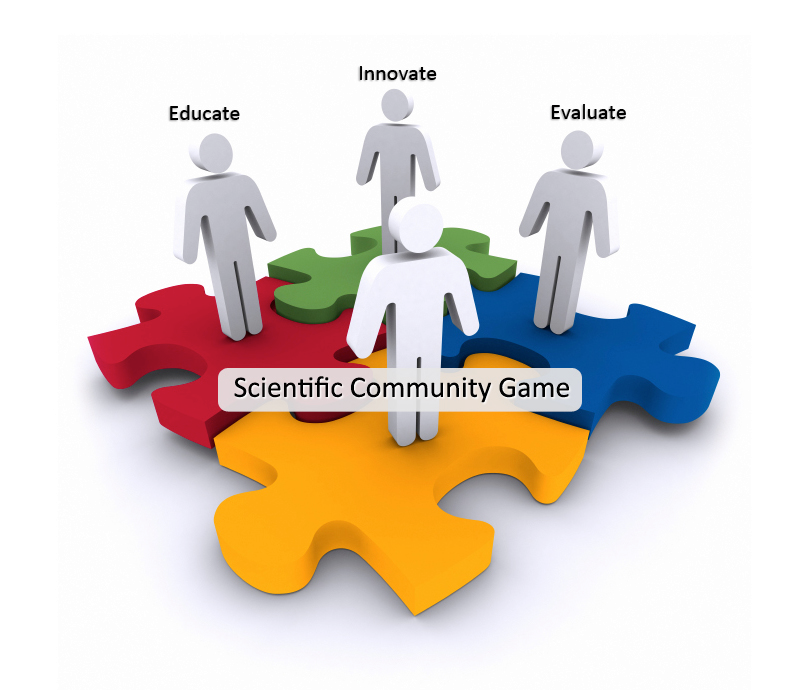 Innovate
Educate
Evaluate
Scientific Community Game